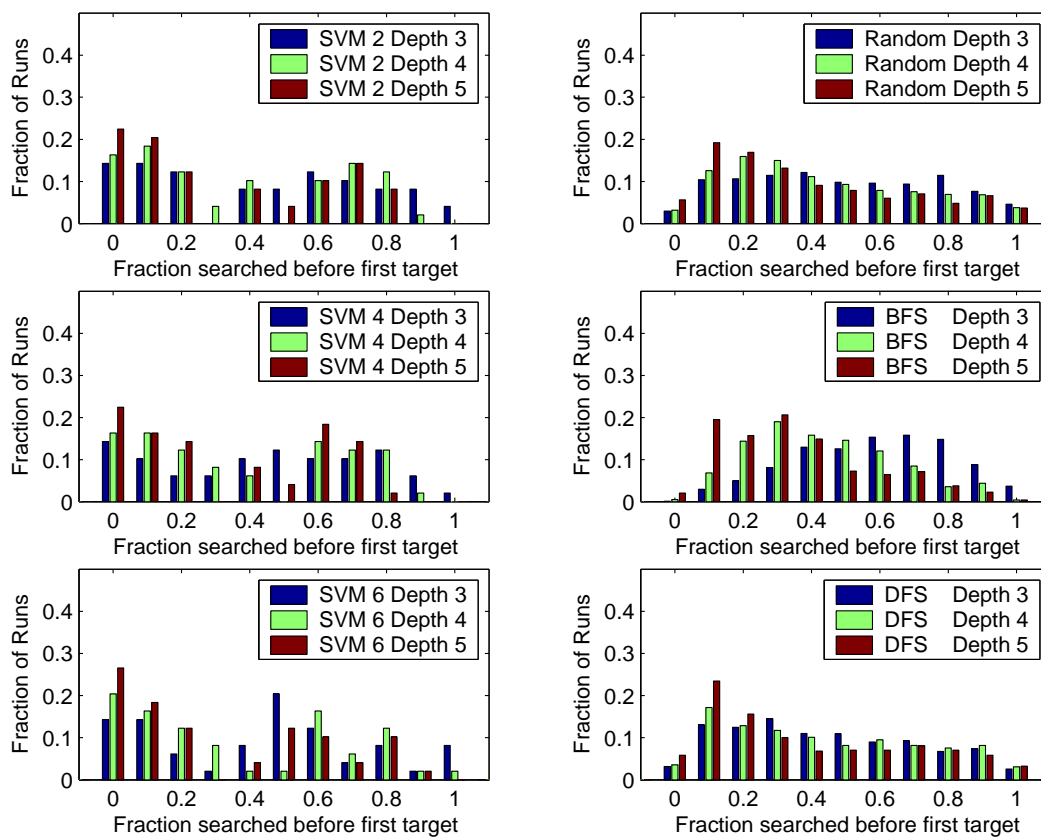 Fraction of Runs
0.4
0.3
0.2
0.1
0
SVM 2 Depth 3
SVM 2 Depth 4
SVM 2 Depth 5
0 0.2 0.4 0.6 0.8 1
Fraction searched before first target
Fraction of Runs
0.4
0.3
0.2
0.1
0
Random Depth 3
Random Depth 4
Random Depth 5
0 0.2 0.4 0.6 0.8 1
Fraction searched before first target
Fraction of Runs
0.4
0.3
0.2
0.1
0
SVM 4 Depth 3
SVM 4 Depth 4
SVM 4 Depth 5
0 0.2 0.4 0.6 0.8 1
Fraction searched before first target
Fraction of Runs
0.4
0.3
0.2
0.1
0
BFS Depth 3
BFS Depth 4
BFS Depth 5
0 0.2 0.4 0.6 0.8 1
Fraction searched before first target
Fraction of Runs
0.4
0.3
0.2
0.1
0
SVM 6 Depth 3
SVM 6 Depth 4
SVM 6 Depth 5
0 0.2 0.4 0.6 0.8 1
Fraction searched before first target
Fraction of Runs
0.4
0.3
0.2
0.1
0
DFS Depth 3
DFS Depth 4
DFS Depth 5
0 0.2 0.4 0.6 0.8 1
Fraction searched before first target